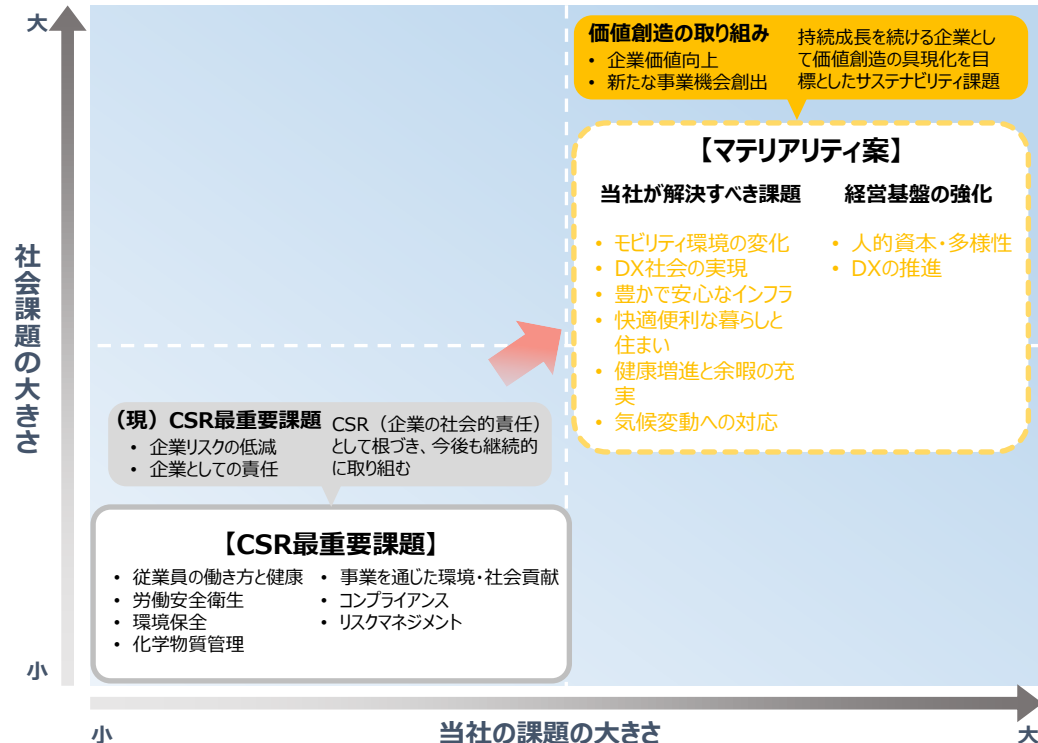 大
価値創造の取り組み
• 企業価値向上
• 新たな事業機会創出
持続成長を続ける企業とし
て価値創造の具現化を目
標としたサステナビリティ課題
【マテリアリティ案】
当社が解決すべき課題
• モビリティ環境の変化
• DX社会の実現
• 豊かで安心なインフラ
• 快適便利な暮らしと
住まい
• 健康増進と余暇の充
実
• 気候変動への対応
経営基盤の強化
• 人的資本・多様性
• DXの推進
社会課題の大きさ
（現）CSR最重要課題
• 企業リスクの低減
• 企業としての責任
CSR（企業の社会的責任）
として根づき、今後も継続的
に取り組む
【CSR最重要課題】
• 従業員の働き方と健康
• 労働安全衛生
• 環境保全
• 化学物質管理
• 事業を通じた環境・社会貢献
• コンプライアンス
• リスクマネジメント
小
小
当社の課題の大きさ
大